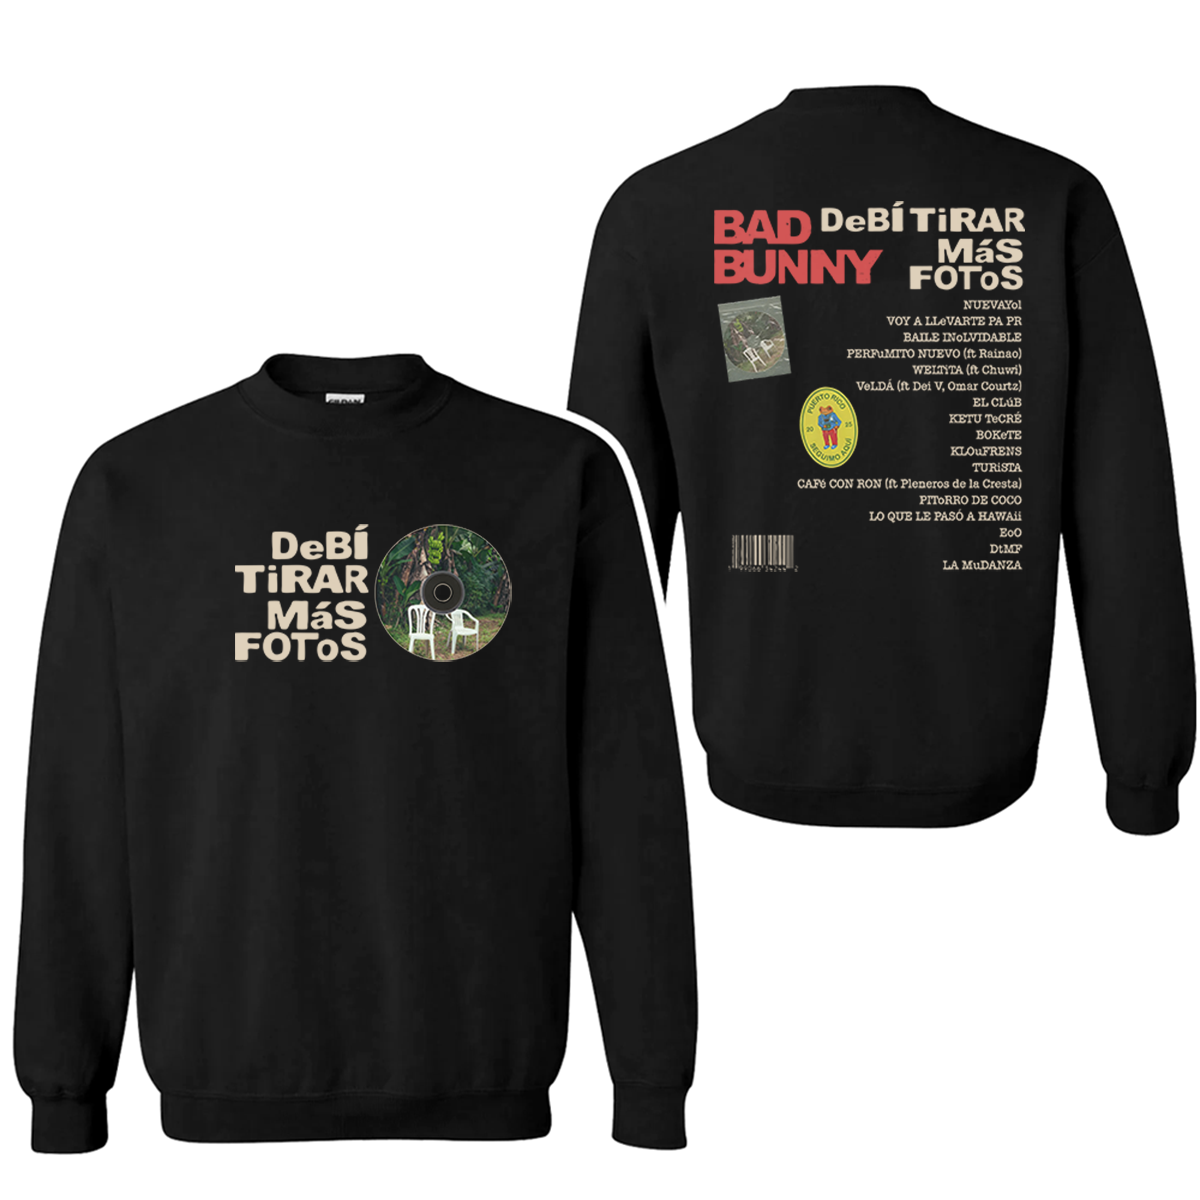 GILDAN
DeBÍ
TiRAR
MáS
FOToS
BAD
BUNNY
DeBÍ TiRAR
MáS
FOToS
NUEVAYol
VOY A LLeVARTE PA PR
BAILE INoLVIDABLE
PERFuMITO NUEVO (ft Rainao)
WELTiTA (ft Chuwi)
VeLDÁ (ft Dei V, Omar Courtz)
EL CLúB
KETU TeCRÉ
BOKeTE
KLOuFRENS
TURiSTA
CAFé CON RON (ft Pleneros de la Cresta)
PIToRRO DE COCO
LO QUE LE PASÓ A HAWAii
EoO
DtMF
LA MuDANZA
PUERTO RICO
20 25
SEGUIMO AQUÍ